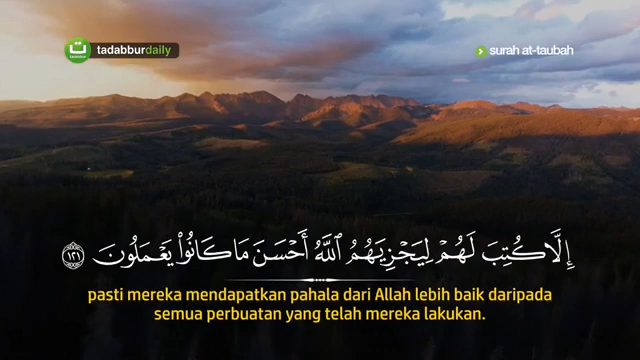 tadabburdaily
Tadabbur
surah at-taubah
إِلَّا كُتِبَ لَهُمْ لِيَجْزِيَهُمُ ٱللَّهُ أَحْسَنَ مَا كَانُوا۟ يَعْمَلُونَ ١٢١
pasti mereka mendapatkan pahala dari Allah lebih baik daripada
semua perbuatan yang telah mereka lakukan.